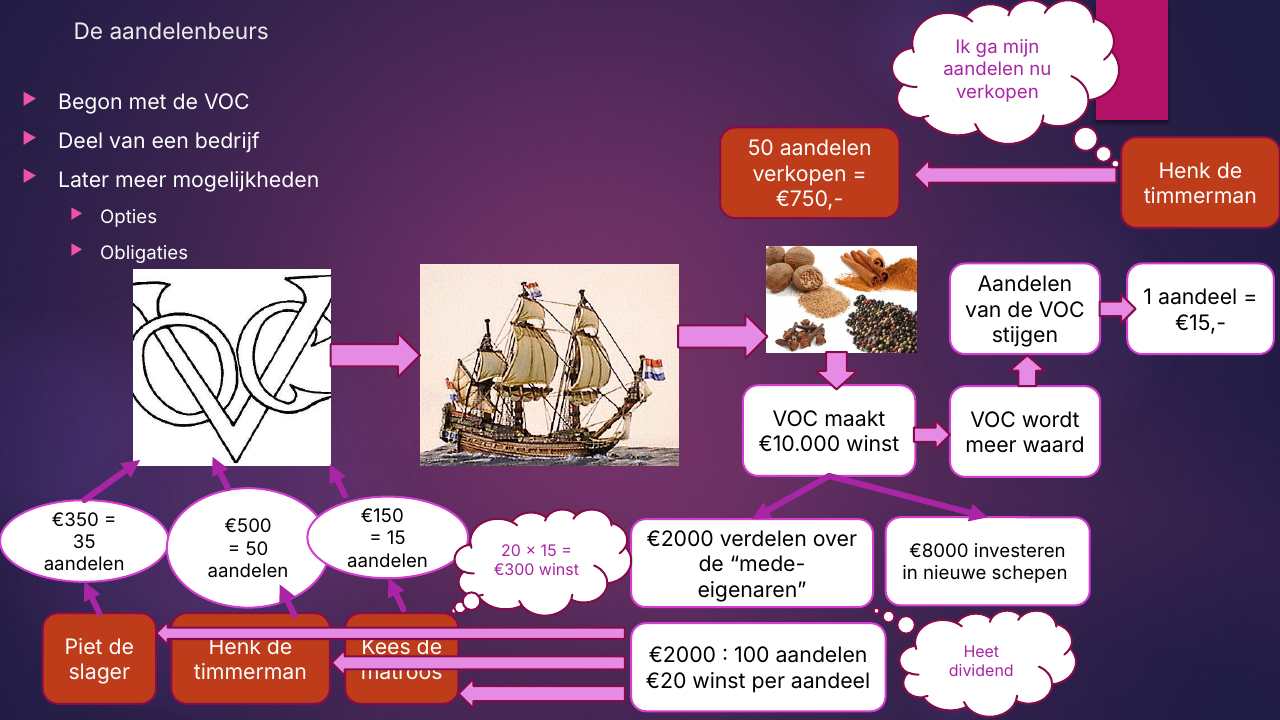 De aandelenbeurs
Begon met de VOC
Deel van een bedrijf
Later meer mogelijkheden
Opties
Obligaties
Ik ga mijn
aandelen nu
verkopen
50 aandelen
verkopen =
€750,-
Henk de
timmerman
VOC
Aandelen
van de VOC
stijgen
1 aandeel =
€15,-
VOC maakt
€10.000 winst
VOC wordt
meer waard
€350 =
35
aandelen
€500
= 50
aandelen
€150
= 15
aandelen
20 × 15 =
€300 winst
€2000 verdelen over
de “mede-
eigenaren”
€8000 investeren
in nieuwe schepen
Piet de
slager
Henk de
timmerman
Kees de
matroos
€2000 : 100 aandelen
€20 winst per aandeel
Heet
dividend